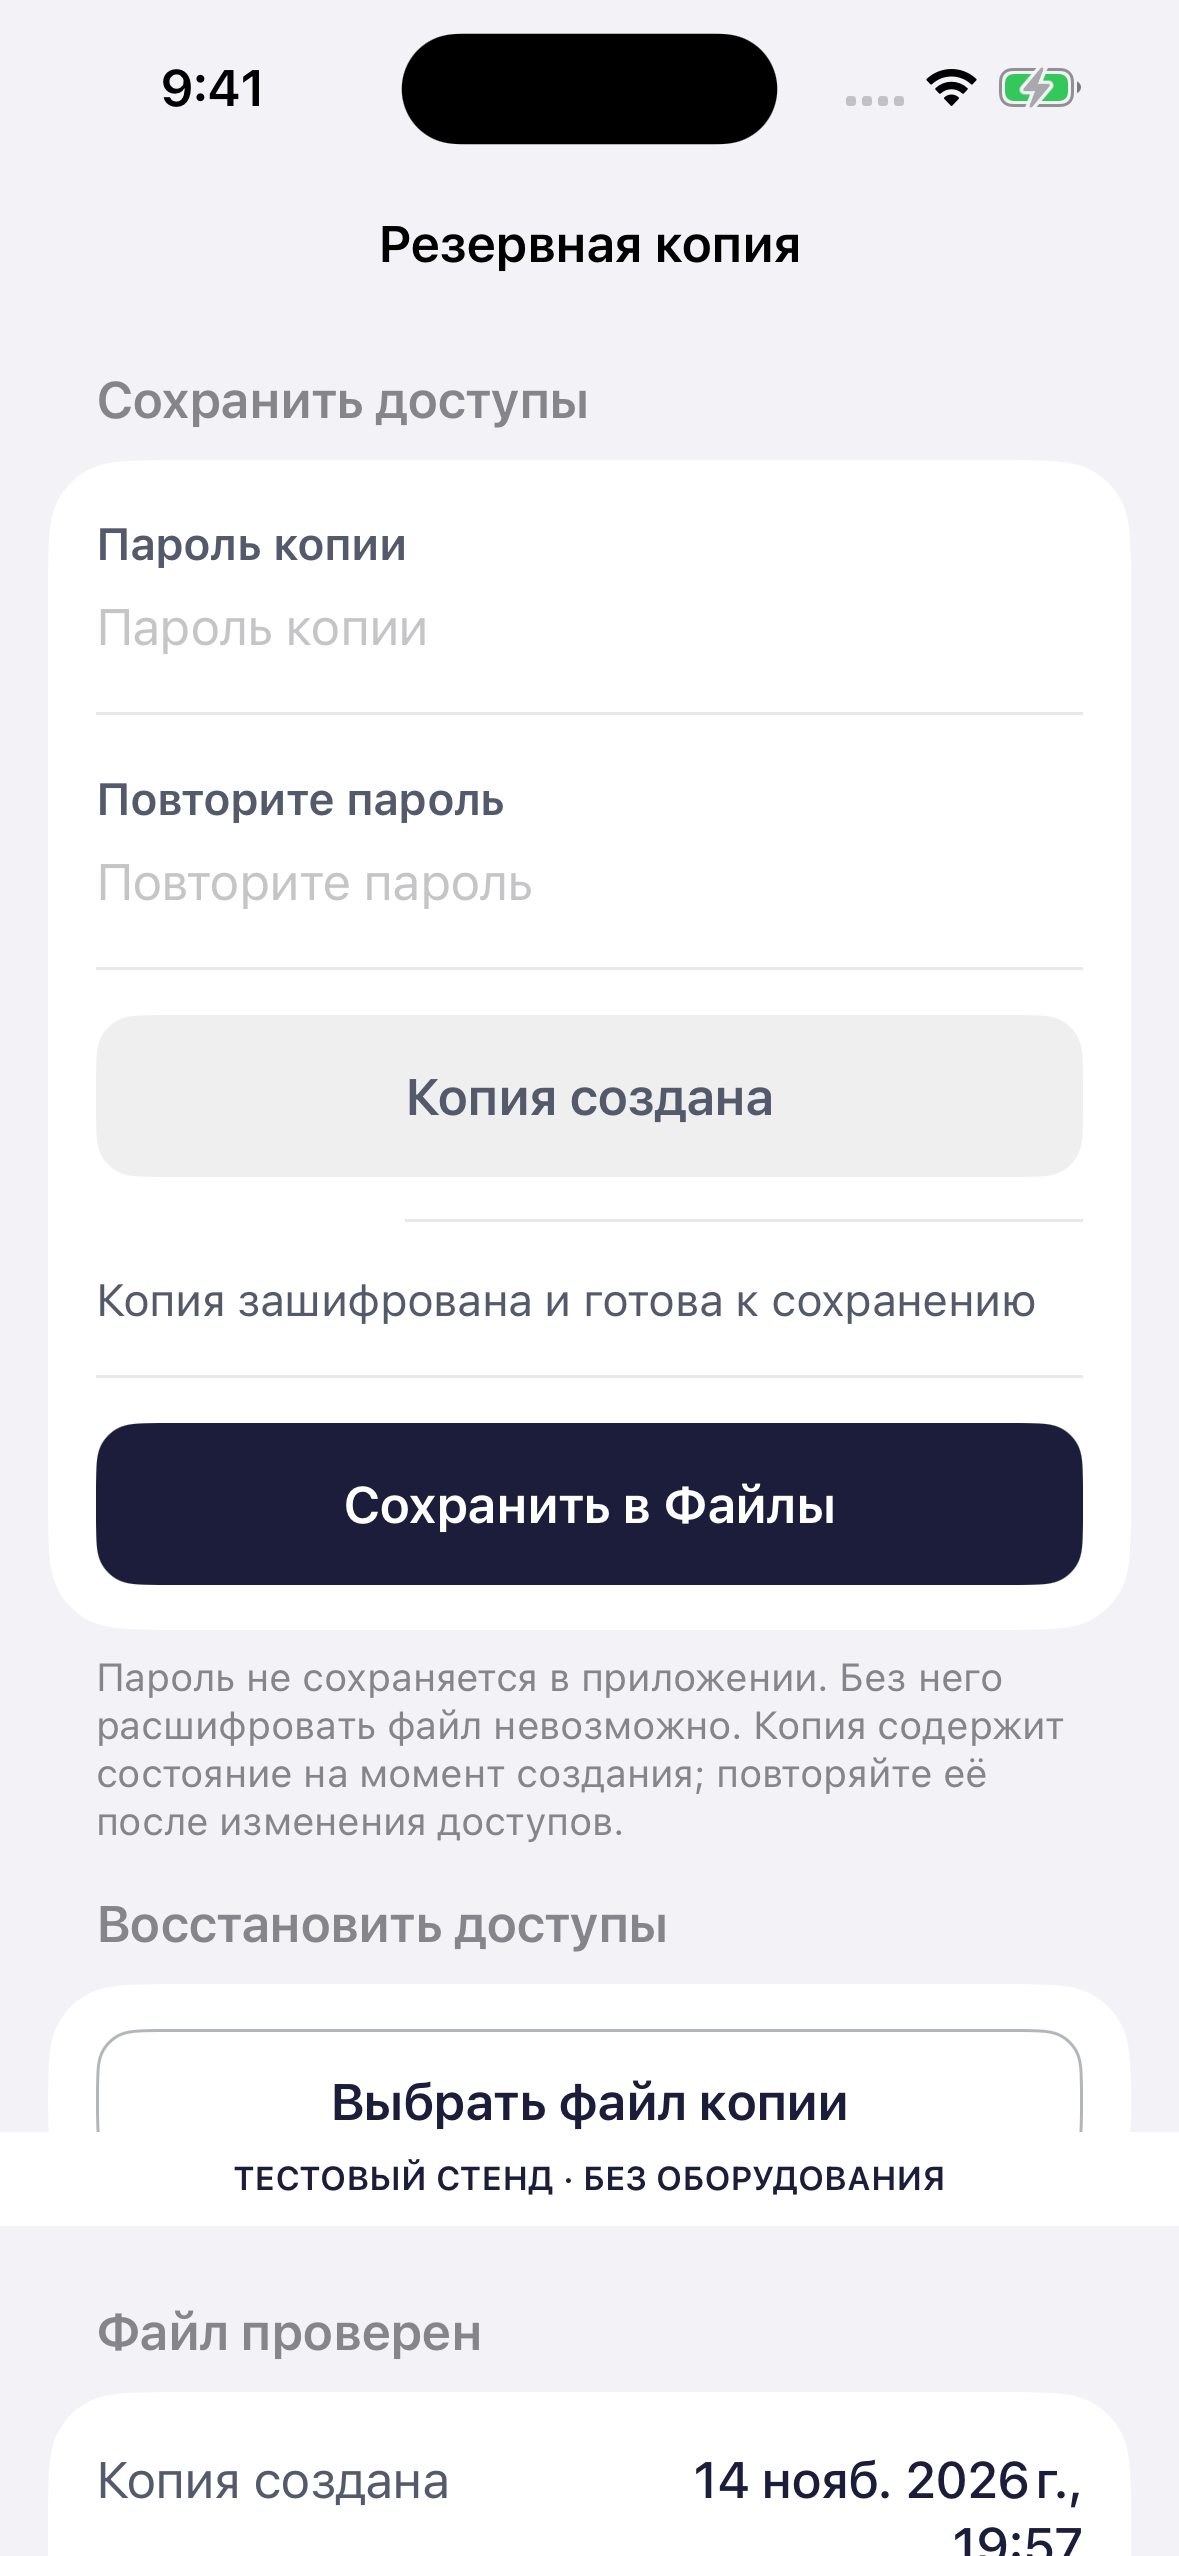 9:41
Резервная копия
Сохранить доступы
Пароль копии
Пароль копии
Повторите пароль
Повторите пароль
Копия создана
Копия зашифрована и готова к сохранению
Сохранить в Файлы
Пароль не сохраняется в приложении. Без него
расшифровать файл невозможно. Копия содержит
состояние на момент создания; повторяйте её
после изменения доступов.
Восстановить доступы
Выбрать файл копии
ТЕСТОВЫЙ СТЕНД · БЕЗ ОБОРУДОВАНИЯ
Файл проверен
Копия создана 14 нояб. 2026 г.,
19:57